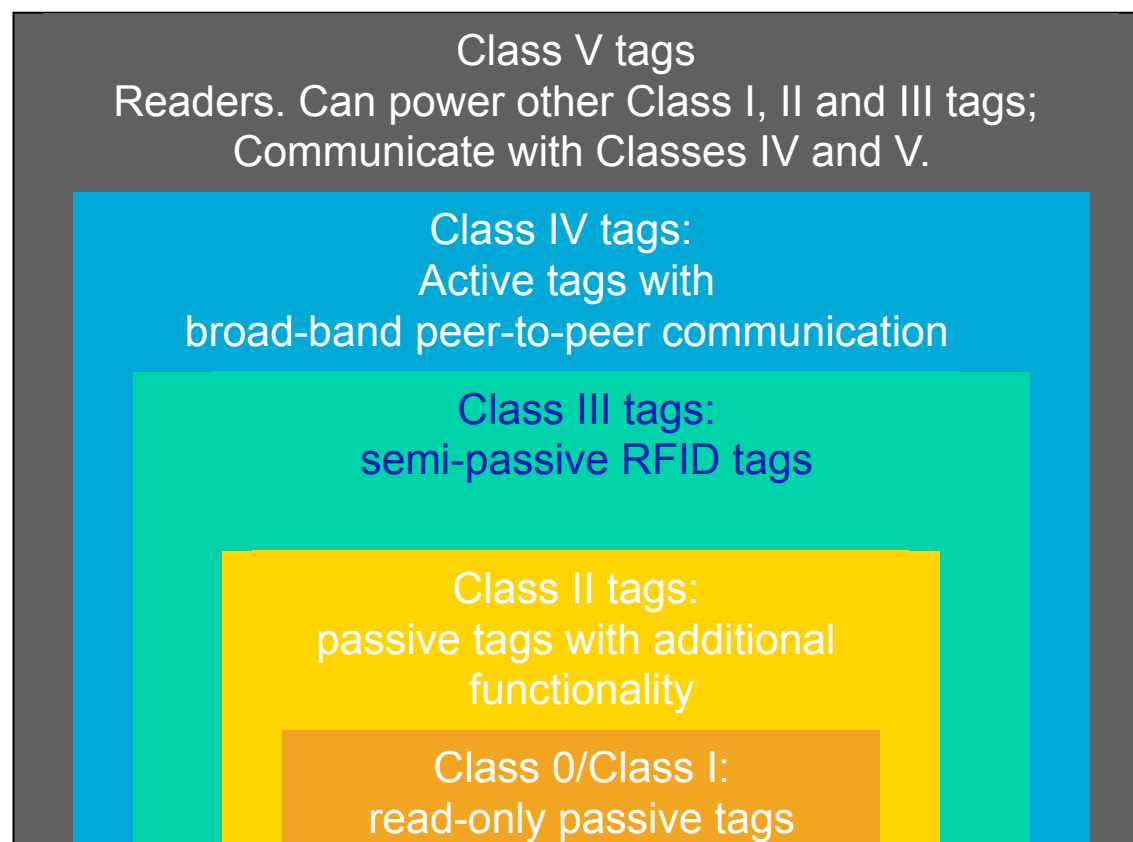 Class V tags
Readers. Can power other Class I, II and III tags;
Communicate with Classes IV and V.
Class IV tags:
Active tags with
broad-band peer-to-peer communication
Class III tags:
semi-passive RFID tags
Class II tags:
passive tags with additional
functionality
Class 0/Class I:
read-only passive tags